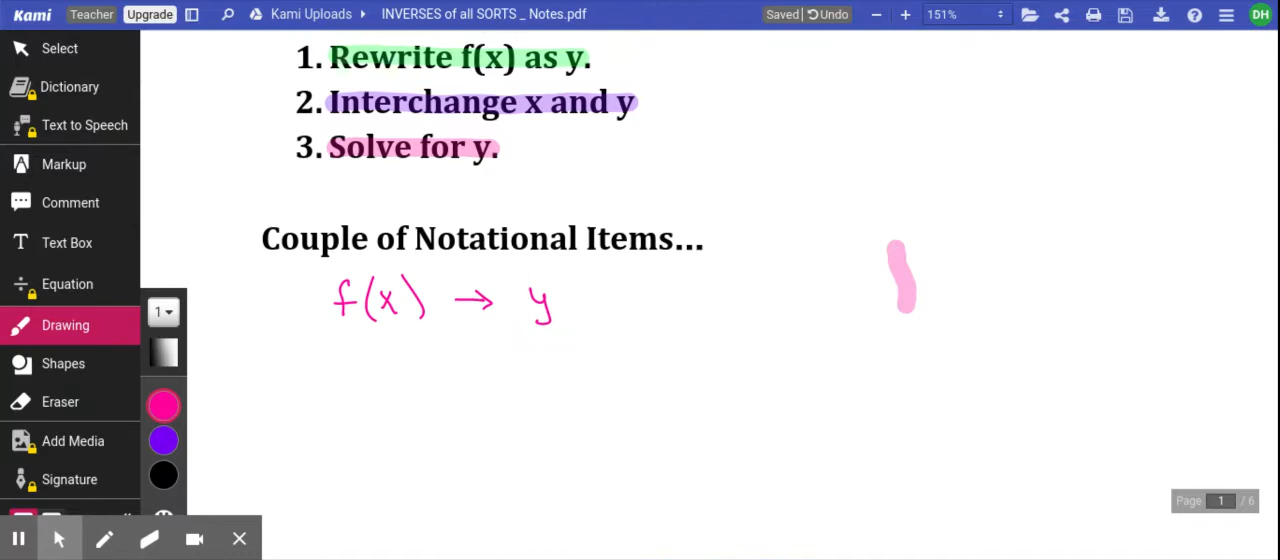 Kami Teacher Upgrade Kami Uploads INVERSES of all SORTS _ Notes.pdf Saved Undo 151% DH
Select
Dictionary
Text to Speech
Markup
Comment
Text Box
Equation
1
Drawing
Shapes
Eraser
Add Media
Signature
1. Rewrite f(x) as y.
2. Interchange x and y
3. Solve for y.
Couple of Notational Items...
f(x) → y
Page 1 / 6